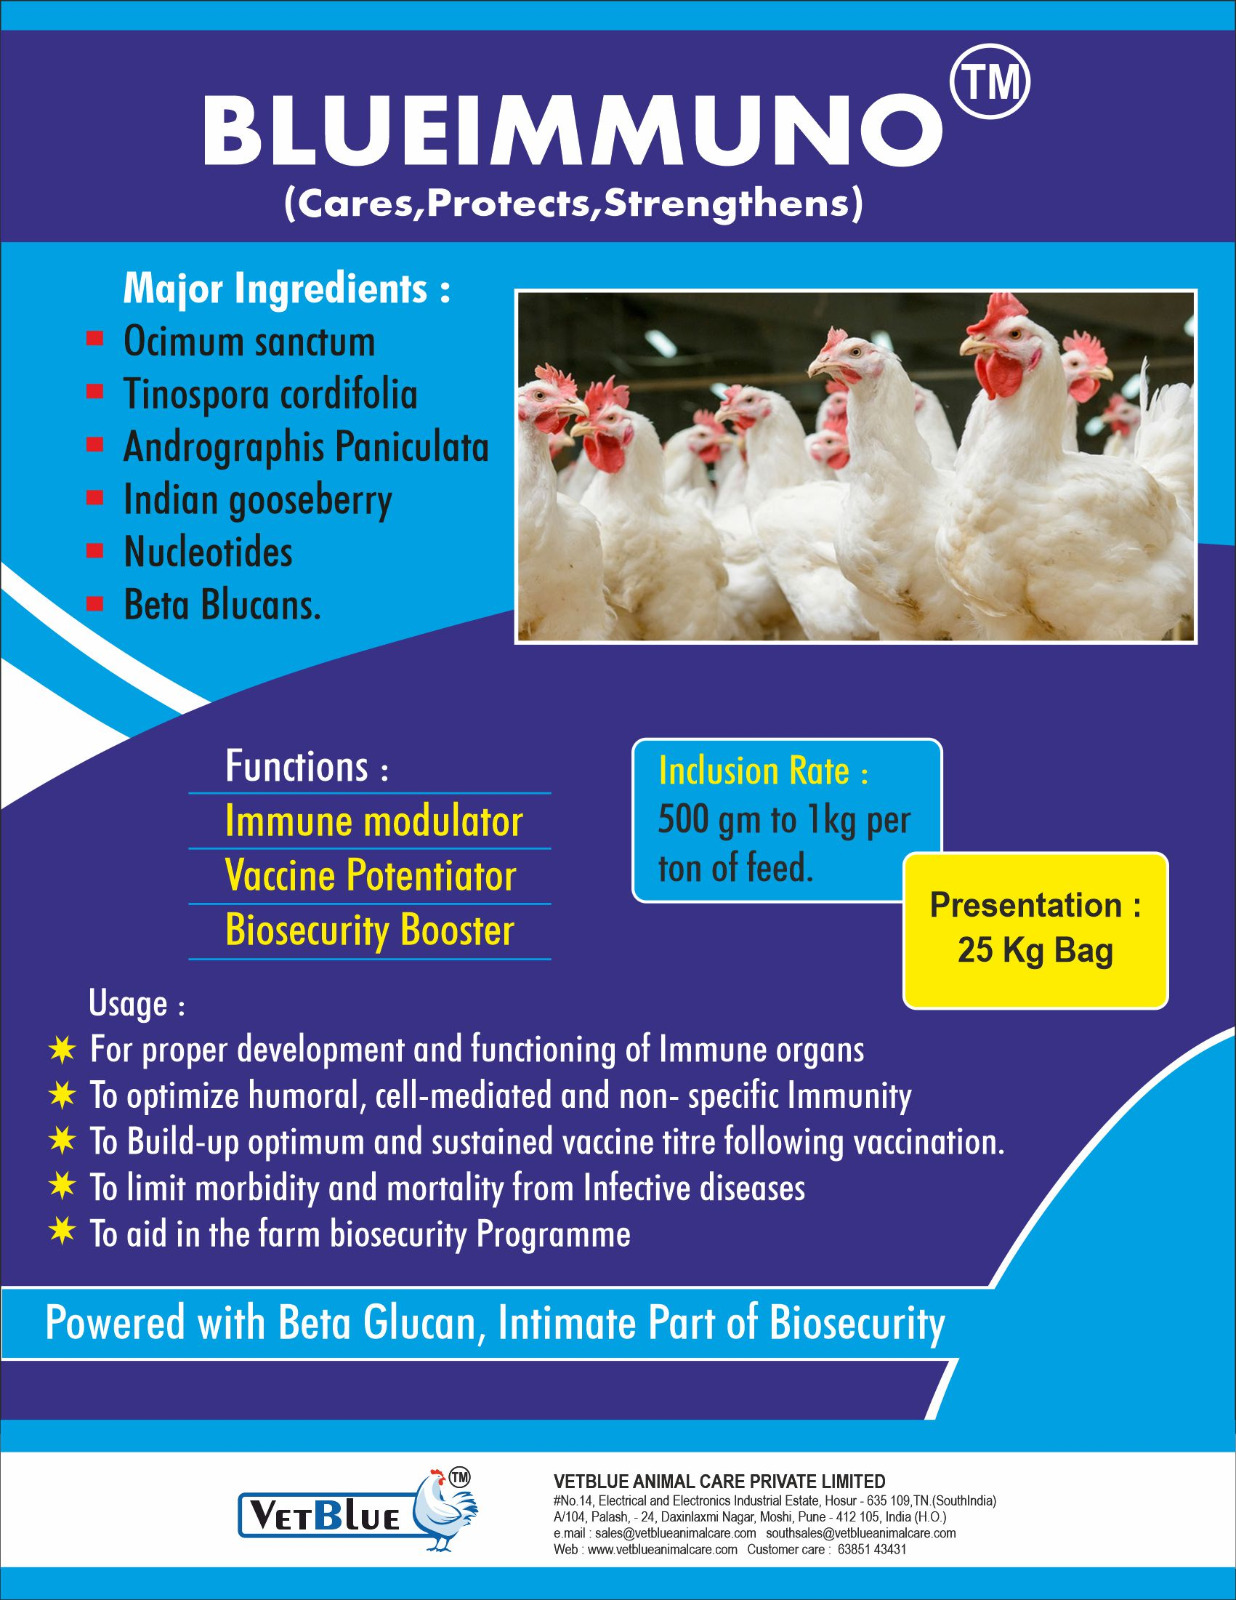 BLUEIMMUNO TM
(Cares,Protects,Strengthens)
Major Ingredients :
Ocimum sanctum
Tinospora cordifolia
Andrographis Paniculata
Indian gooseberry
Nucleotides
Beta Blucans.
Functions :
Immune modulator
Vaccine Potentiator
Biosecurity Booster
Inclusion Rate :
500 gm to 1kg per
ton of feed.
Presentation :
25 Kg Bag
Usage :
For proper development and functioning of Immune organs
To optimize humoral, cell-mediated and non- specific Immunity
To Build-up optimum and sustained vaccine titre following vaccination.
To limit morbidity and mortality from Infective diseases
To aid in the farm biosecurity Programme
Powered with Beta Glucan, Intimate Part of Biosecurity
VETBLUE TM
VETBLUE ANIMAL CARE PRIVATE LIMITED
#No.14, Electrical and Electronics Industrial Estate, Hosur - 635 109,TN.(SouthIndia)
A/104, Palash, - 24, Daxinlaxmi Nagar, Moshi, Pune - 412 105, India (H.O.)
e.mail : sales@vetblueanimalcare.com southsales@vetblueanimalcare.com
Web : www.vetblueanimalcare.com Customer care : 63851 43431